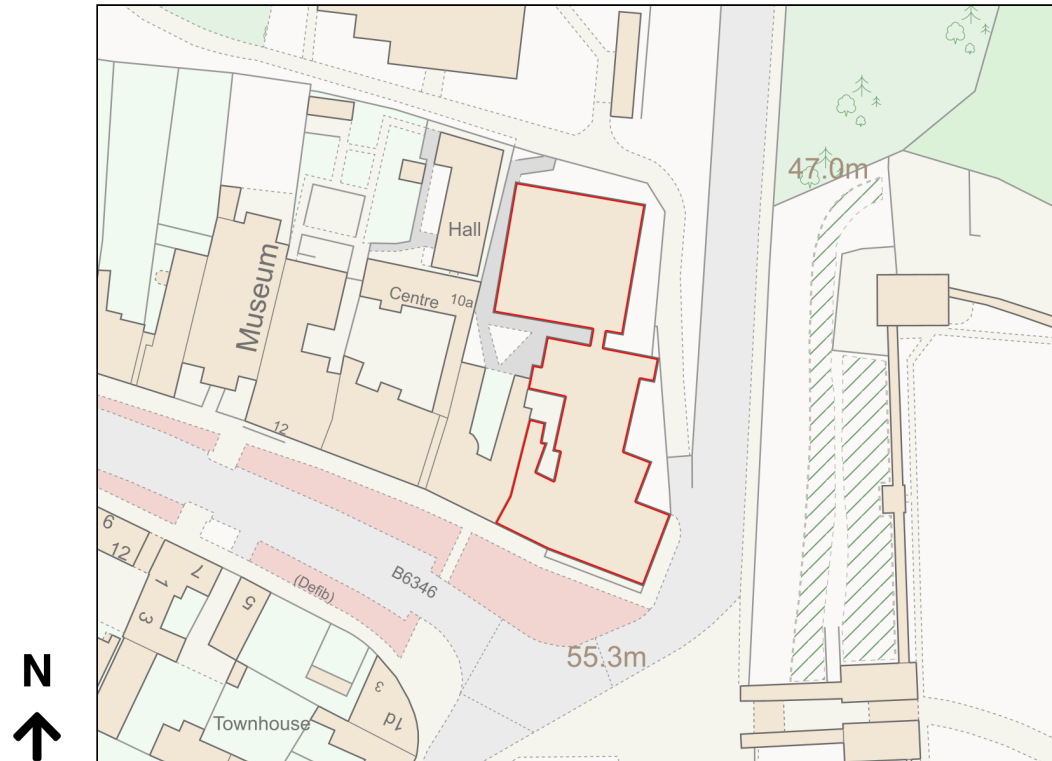 47.0m
Hall
Museum
Centre
10a
12
B6346
6
12
7
1
3
5
(Defib)
55.3m
3
1d
Townhouse
N